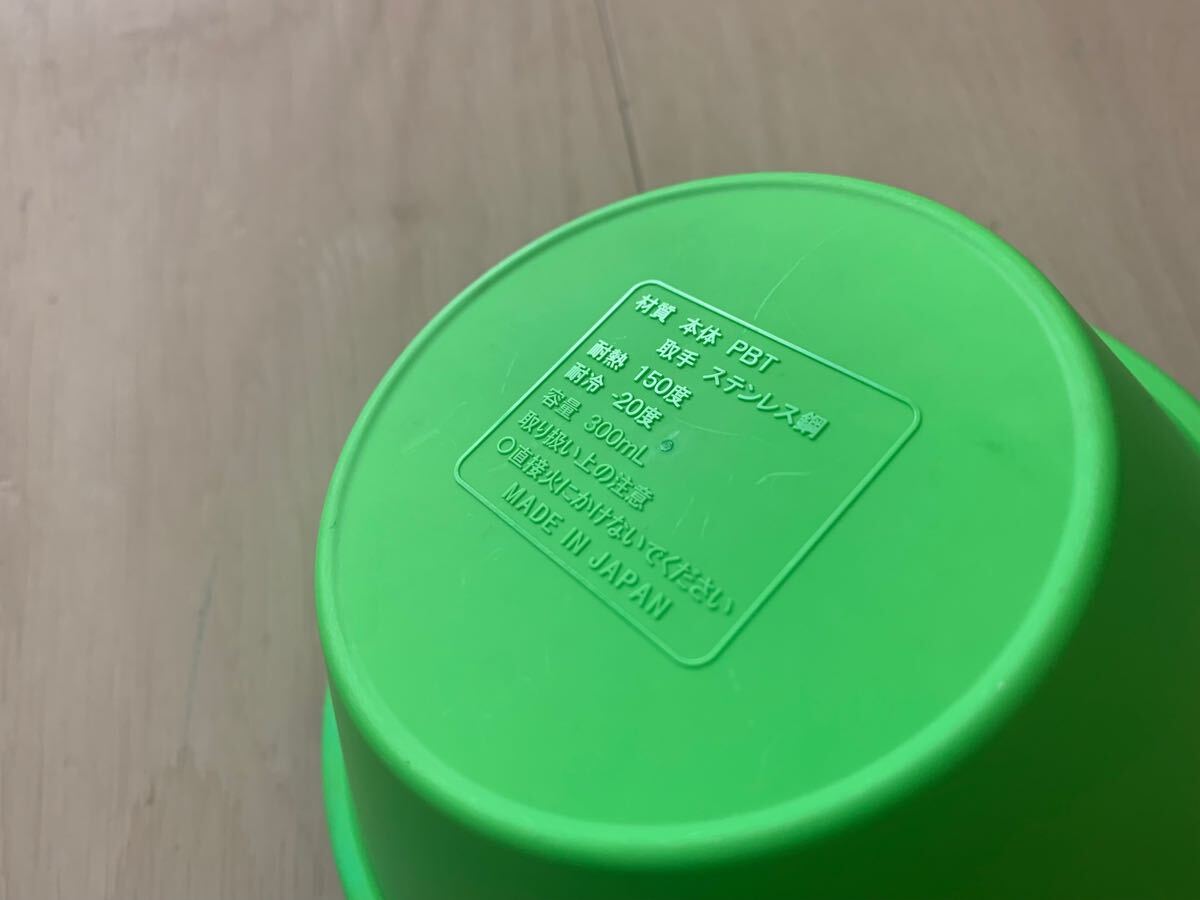 材質 本体 PBT
取手 ステンレス鋼
耐熱 150度
耐冷 -20度
容量 300mL
取り扱い上の注意
○直接火にかけないでください
MADE IN JAPAN